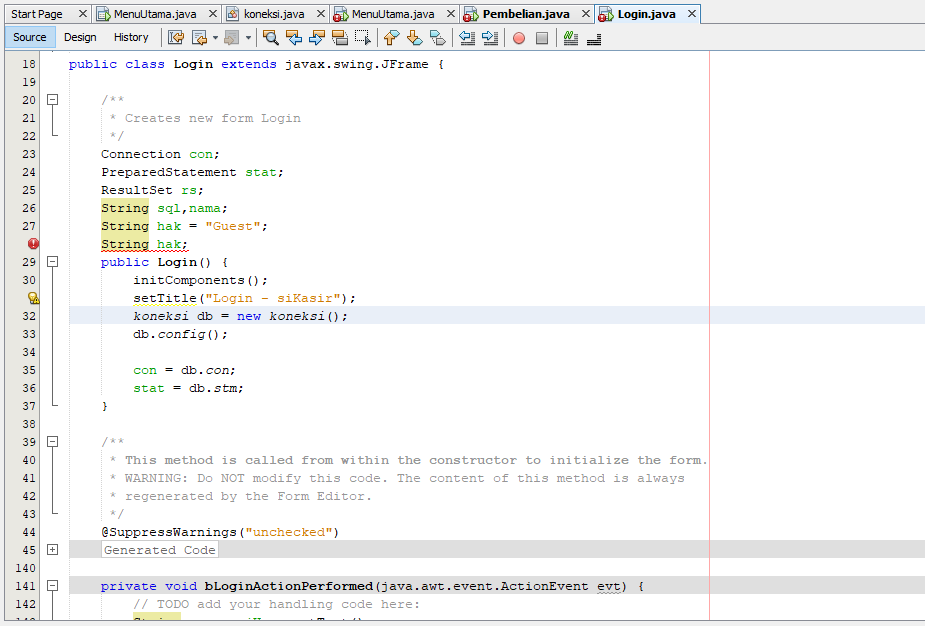 Start Page MenuUtama.java koneksi.java MenuUtama.java Pembelian.java Login.java
Source Design History
18 public class Login extends javax.swing.JFrame {
19
20 /**
21 * Creates new form Login
22 */
23 Connection con;
24 PreparedStatement stat;
25 ResultSet rs;
26 String sql,nama;
27 String hak = "Guest";
String hak;
29 public Login() {
30 initComponents();
setTitle("Login - siKasir");
32 koneksi db = new koneksi();
33 db.config();
34
35 con = db.con;
36 stat = db.stm;
37 }
38
39 /**
40 * This method is called from within the constructor to initialize the form.
41 * WARNING: Do NOT modify this code. The content of this method is always
42 * regenerated by the Form Editor.
43 */
44 @SuppressWarnings("unchecked")
45 Generated Code
140
141 private void bLoginActionPerformed(java.awt.event.ActionEvent evt) {
142 // TODO add your handling code here: